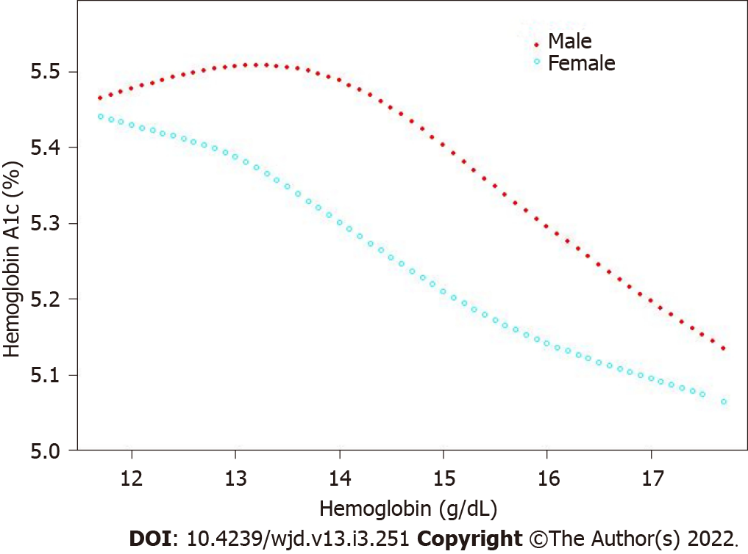 Male
Female
5.5
5.4
5.3
5.2
5.1
5.0
Hemoglobin A1c (%)
12 13 14 15 16 17
Hemoglobin (g/dL)
DOI: 10.4239/wjd.v13.i3.251 Copyright ©The Author(s) 2022.